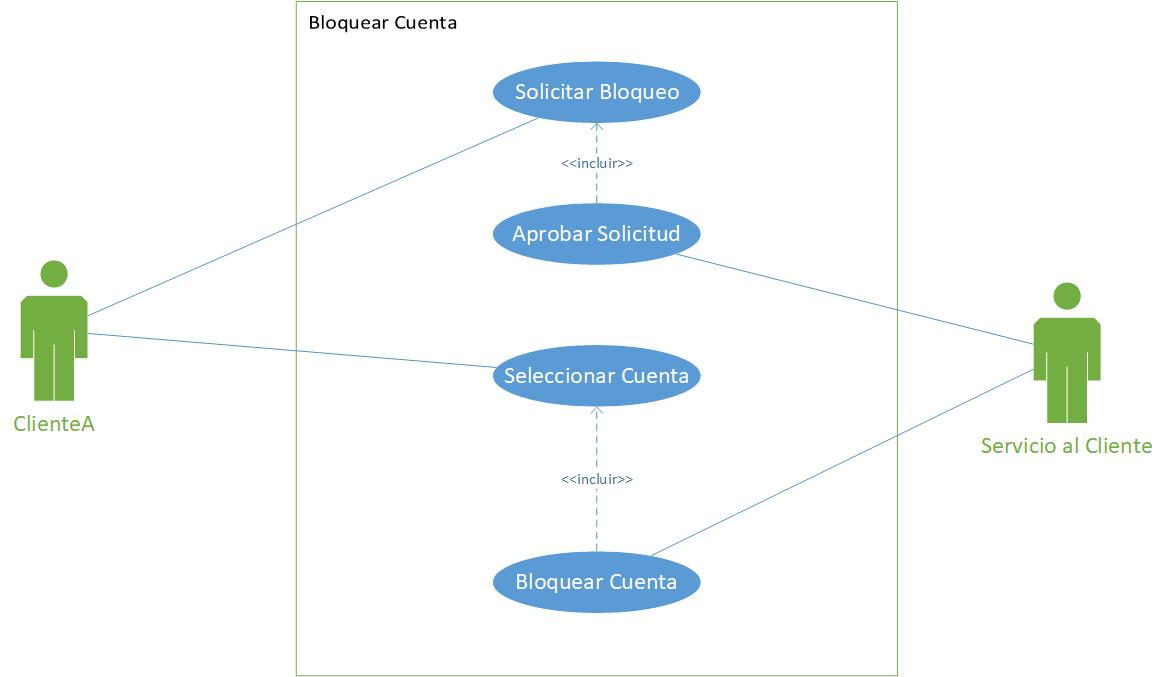 Bloquear Cuenta
Solicitar Bloqueo
<<incluir>>
Aprobar Solicitud
Seleccionar Cuenta
ClienteA
Servicio al Cliente
<<incluir>>
Bloquear Cuenta